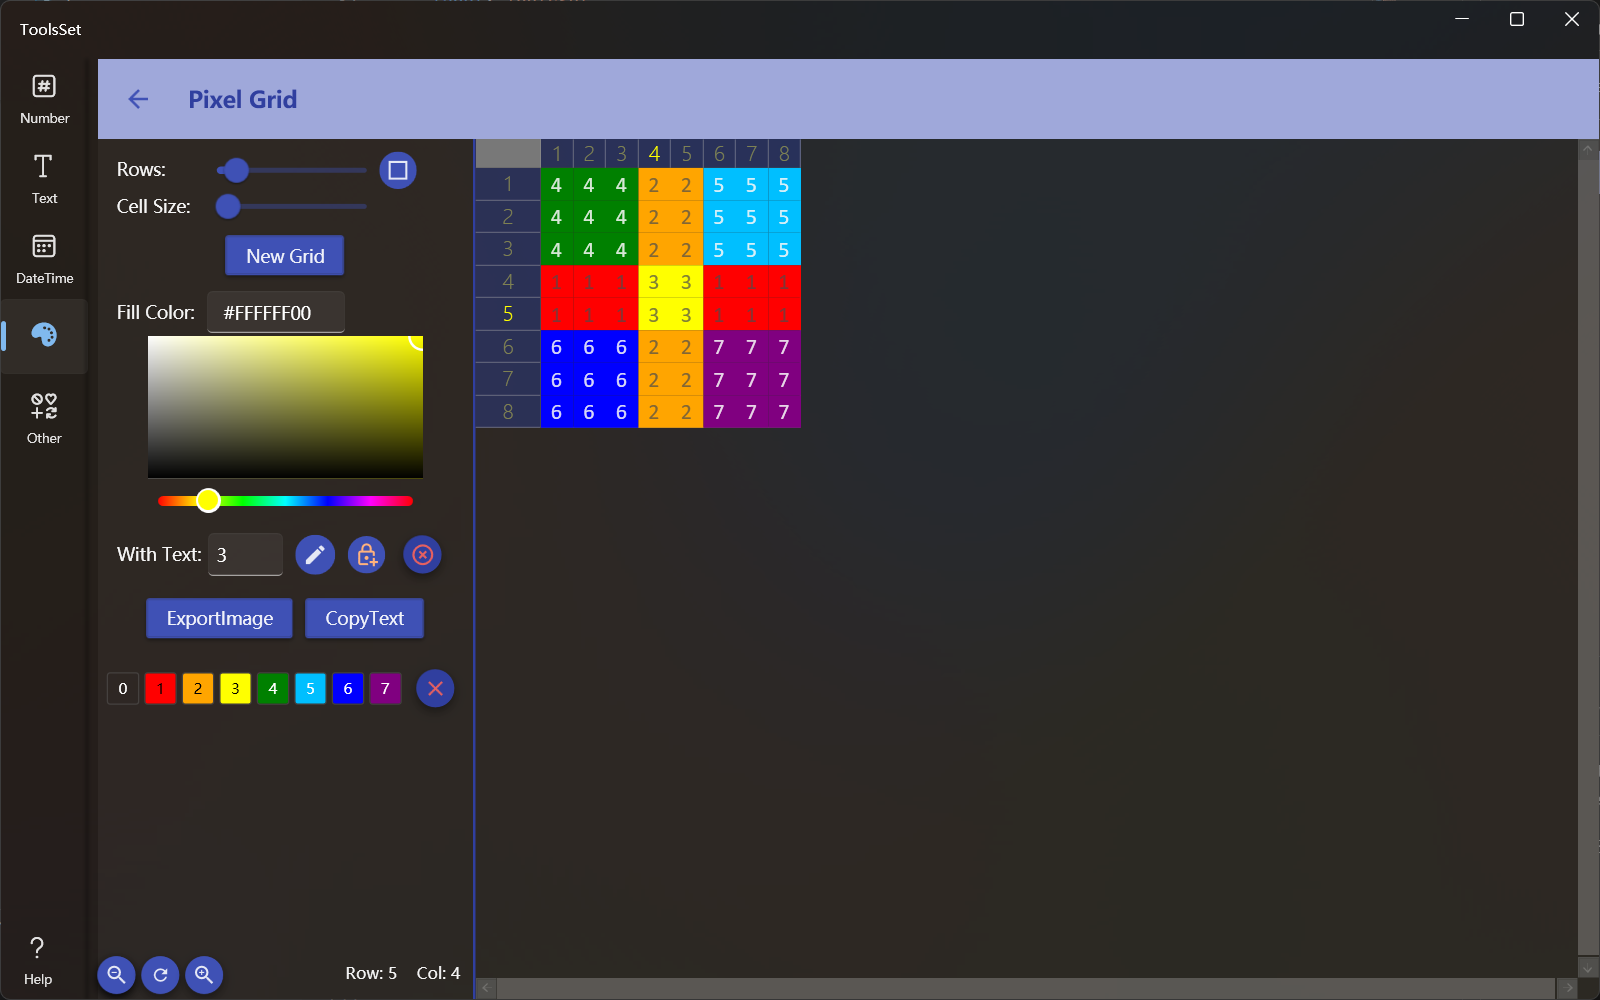 ToolsSet
Number
Text
DateTime
Other
Help
Pixel Grid
Rows:
Cell Size:
New Grid
Fill Color: #FFFFFF00
With Text: 3
ExportImage CopyText
0 1 2 3 4 5 6 7
Row: 5 Col: 4
1 2 3 4 5 6 7 8
1 4 4 4 2 2 5 5 5
2 4 4 4 2 2 5 5 5
3 4 4 4 2 2 5 5 5
4 1 1 1 3 3 1 1 1
5 1 1 1 3 3 1 1 1
6 6 6 6 2 2 7 7 7
7 6 6 6 2 2 7 7 7
8 6 6 6 2 2 7 7 7